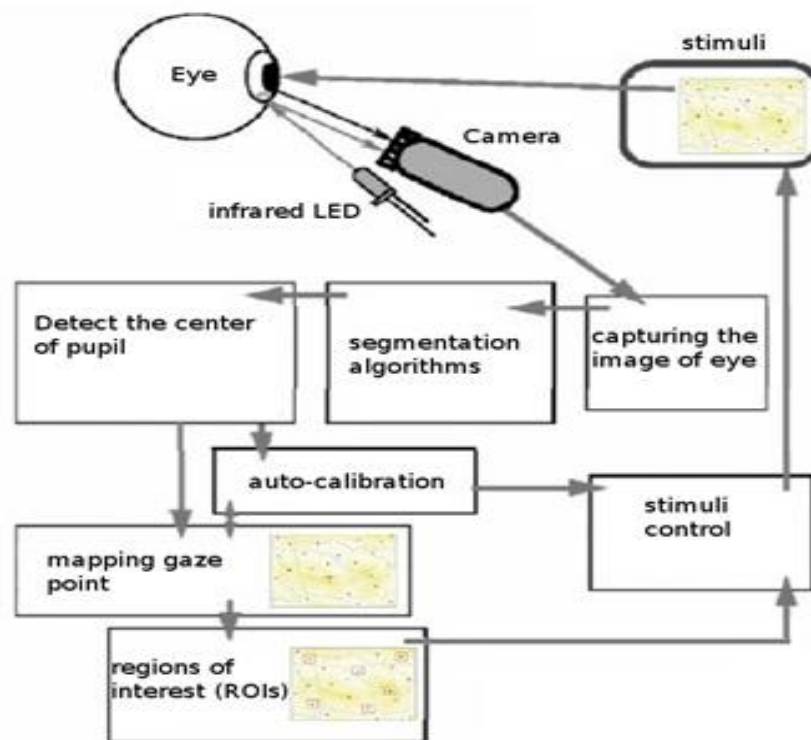 stimuli
Eye
Camera
infrared LED
Detect the center
of pupil
segmentation
algorithms
capturing the
image of eye
auto-calibration
stimuli
control
mapping gaze
point
regions of
interest (ROIs)